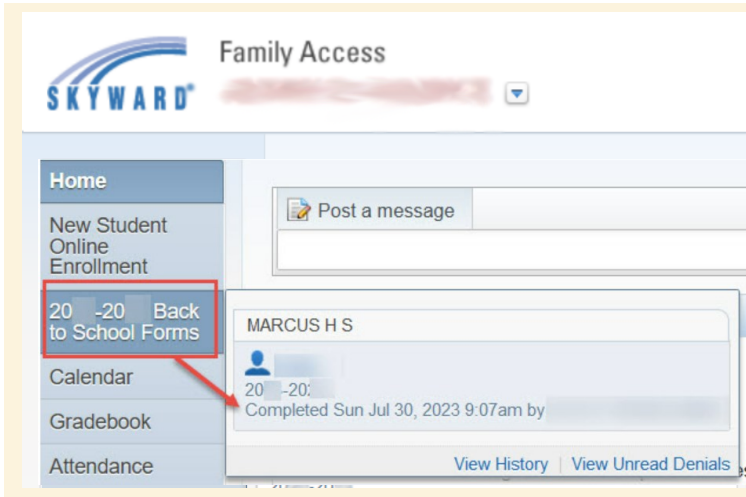 Family Access
SKYWARD®
Home
Post a message
New Student
Online
Enrollment
20 -20 Back
to School Forms
MARCUS H S
20 -202
Completed Sun Jul 30, 2023 9:07am by
Calendar
Gradebook
Attendance
View History | View Unread Denials